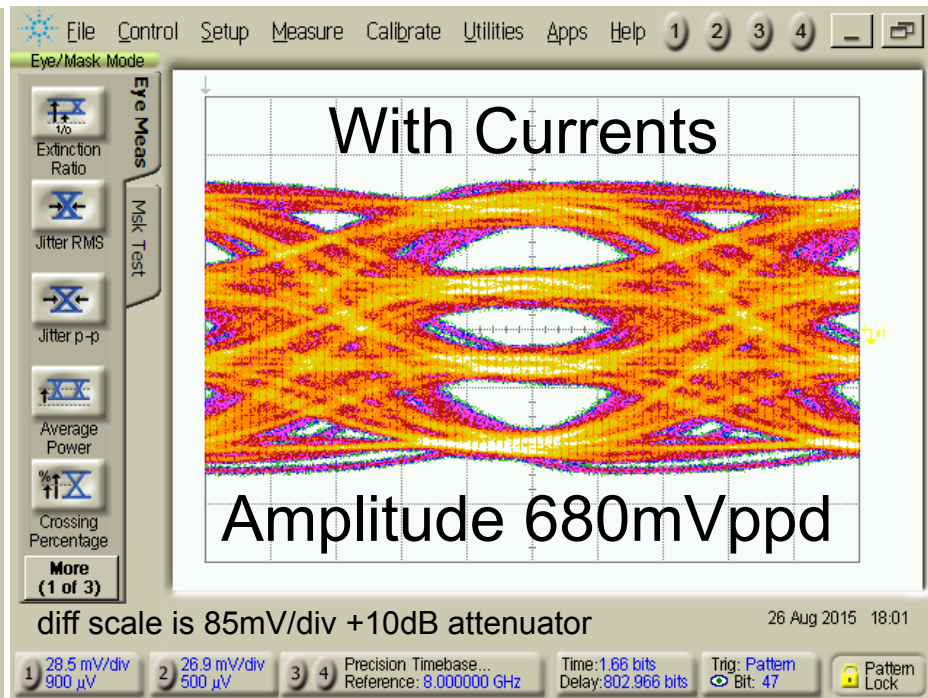 File Control Setup Measure Calibrate Utilities Apps Help 1 2 3 4
Eye/Mask Mode
Eye Meas
Msk Test
1/0
Extinction
Ratio
Jitter RMS
Jitter p-p
Average
Power
%
Crossing
Percentage
More
(1 of 3)
With Currents
f1
Amplitude 680mVppd
diff scale is 85mV/div +10dB attenuator
26 Aug 2015 18:01
1) 28.5 mV/div
900 µV
2) 26.9 mV/div
500 µV
3) 4)
Precision Timebase...
Reference: 8.000000 GHz
Time:1.66 bits
Delay:802.966 bits
Trig: Pattern
Bit: 47
Pattern
Lock